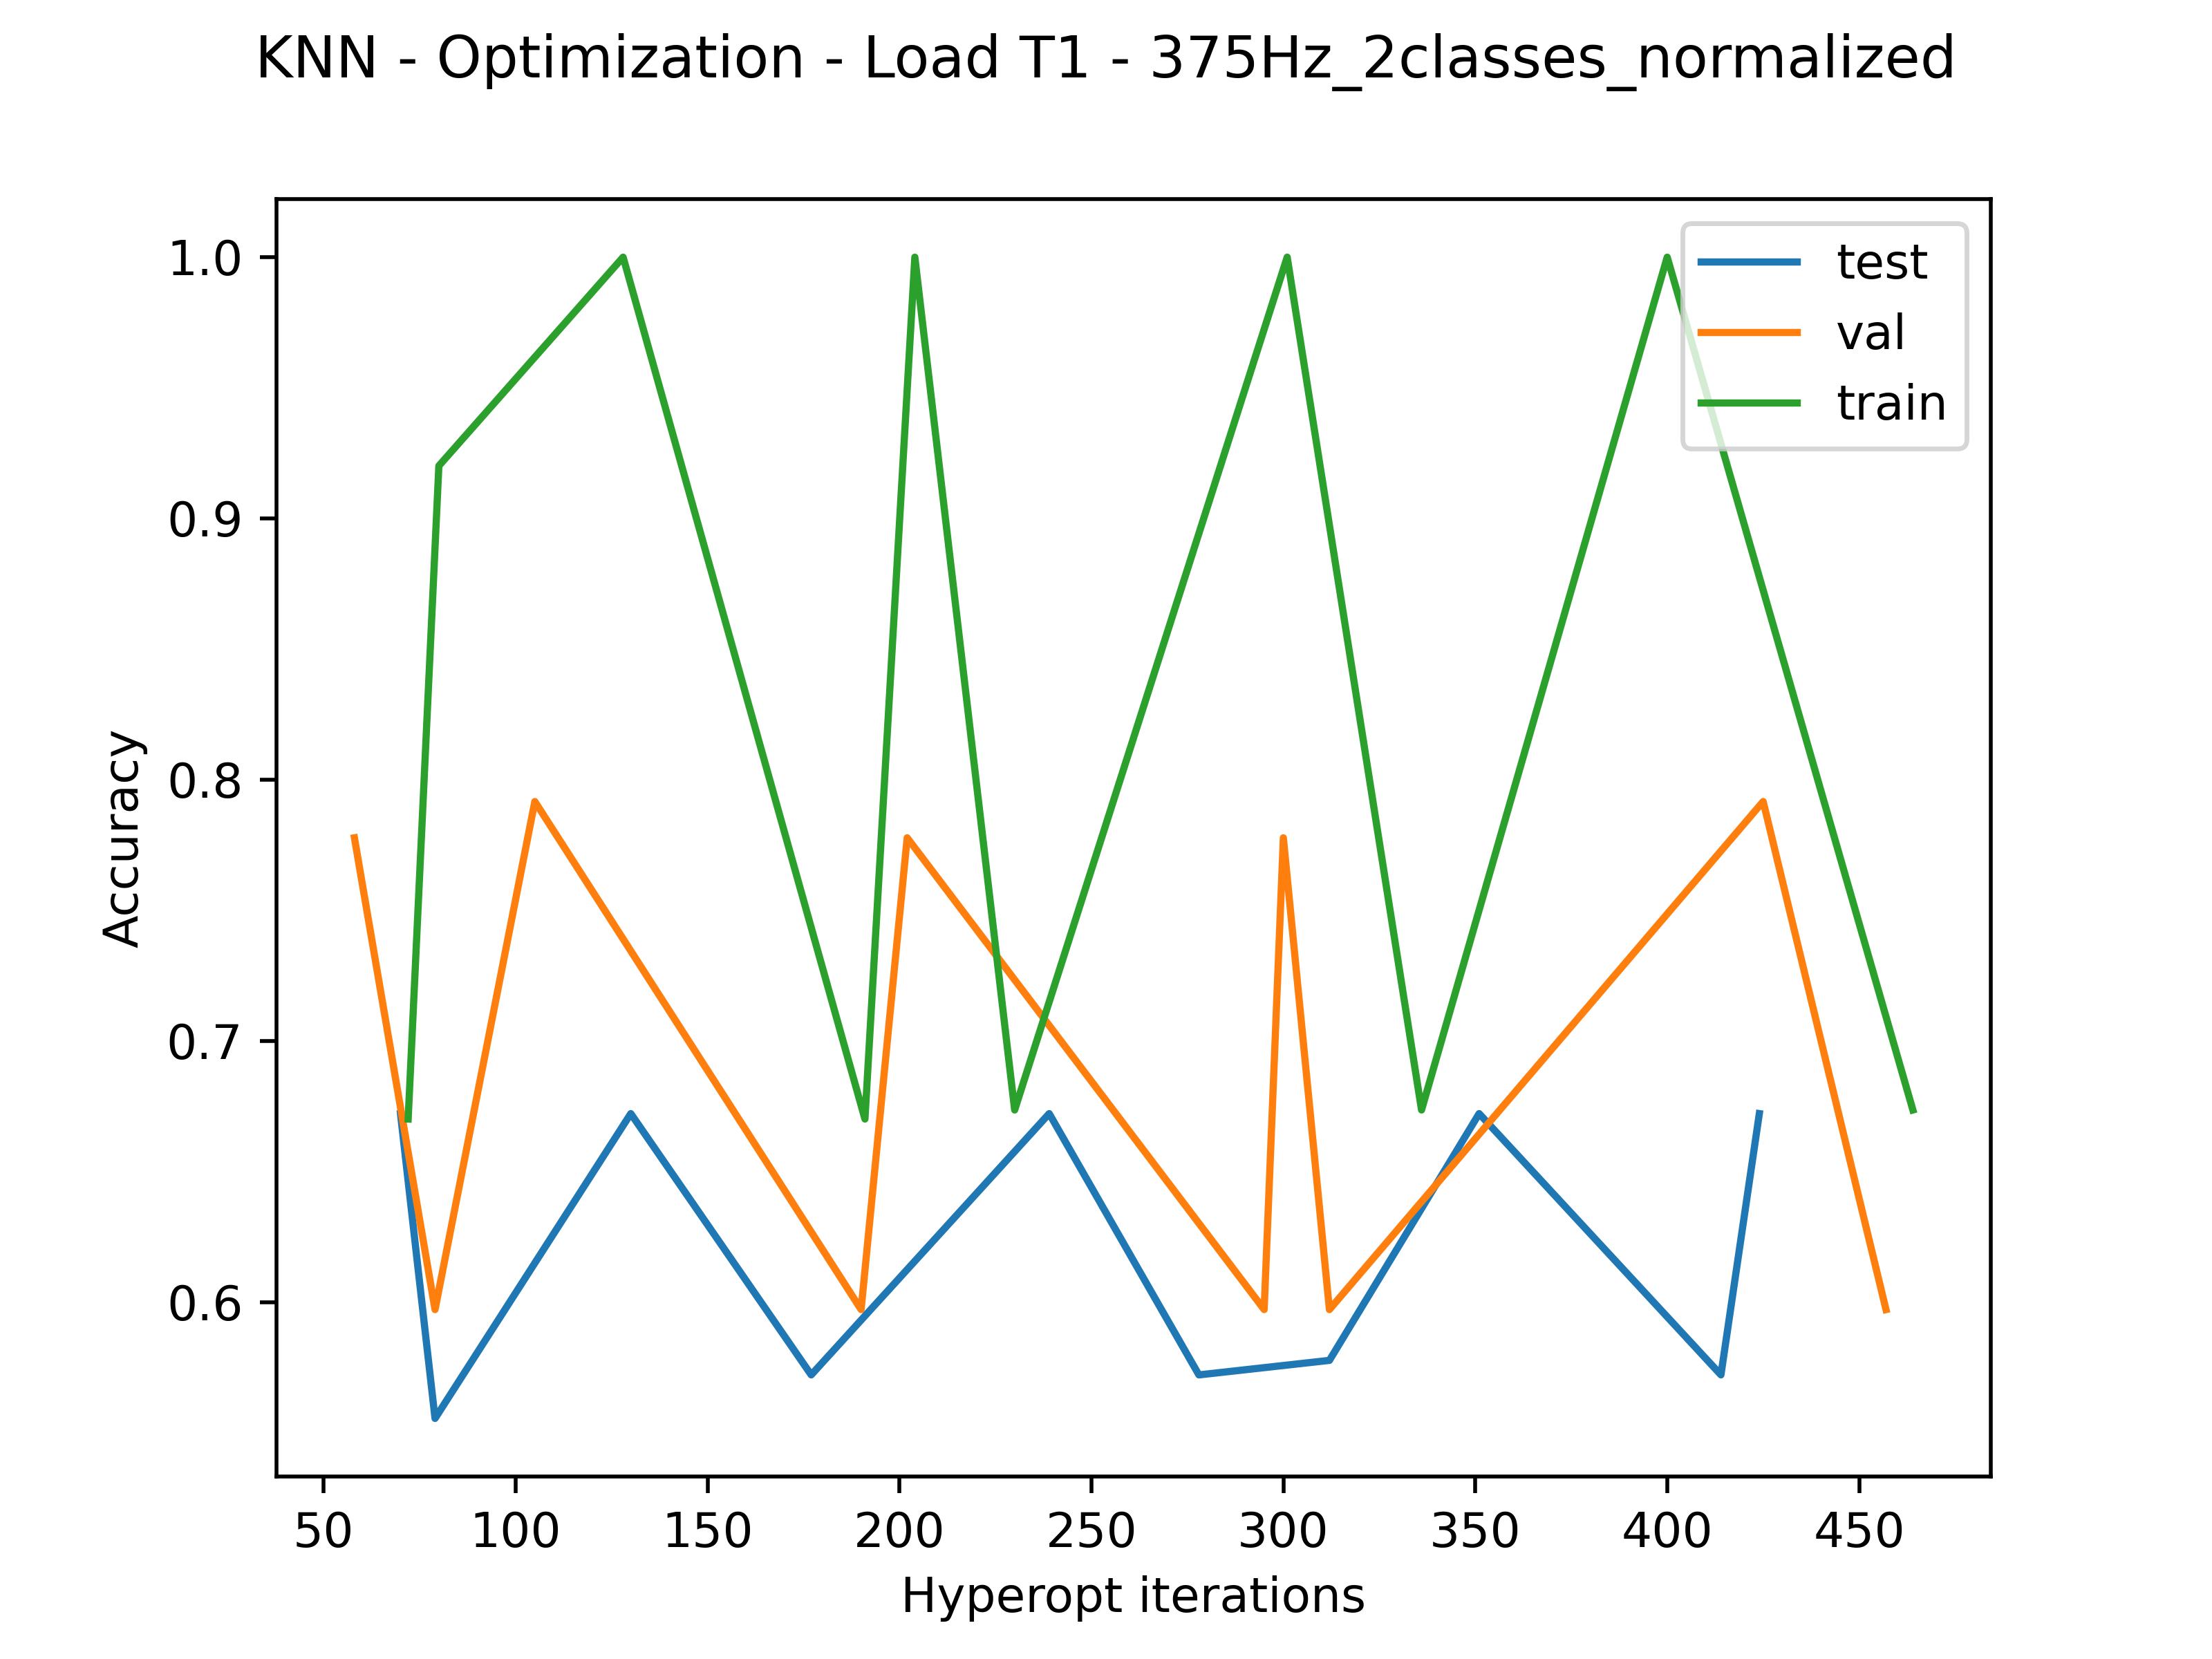 KNN - Optimization - Load T1 - 375Hz_2classes_normalized
test
val
train
1.0
0.9
0.8
0.7
0.6
Accuracy
50 100 150 200 250 300 350 400 450
Hyperopt iterations